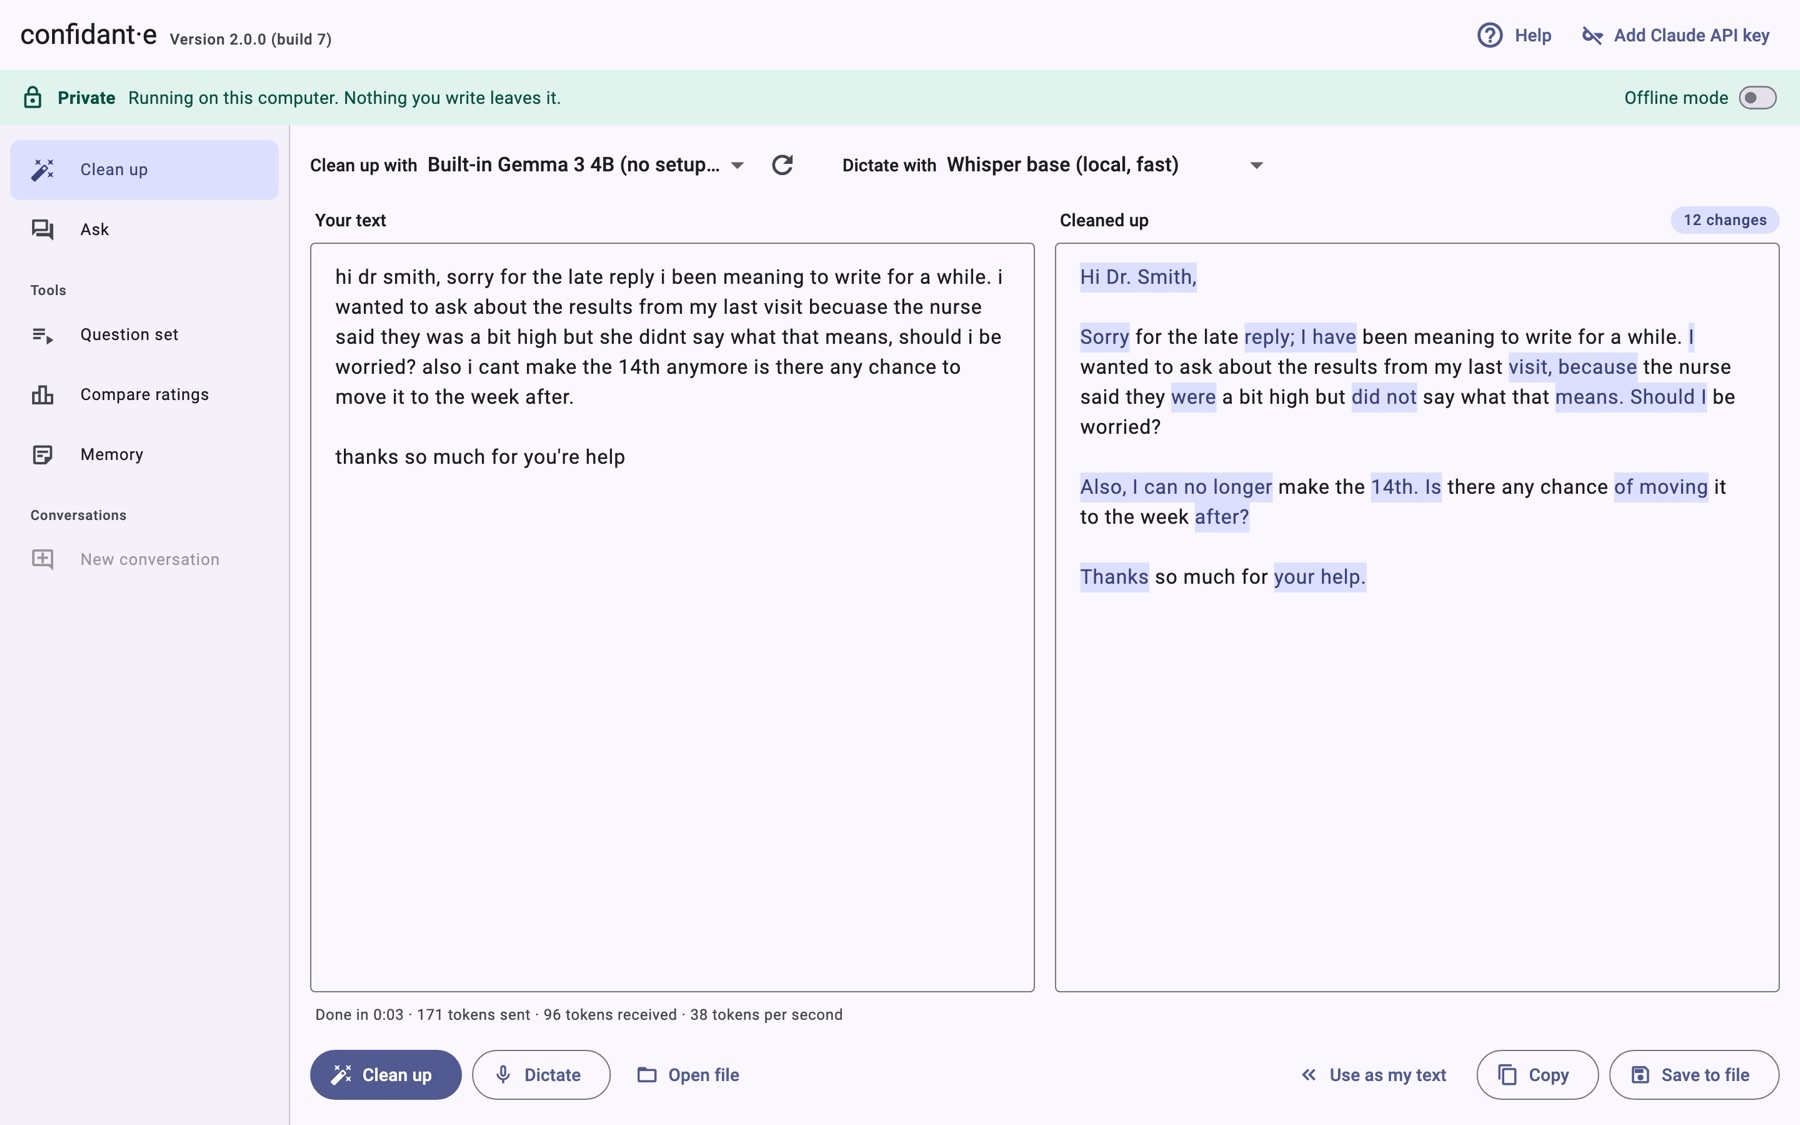 confidant·e Version 2.0.0 (build 7)
Help
Add Claude API key
Private Running on this computer. Nothing you write leaves it.
Offline mode
Clean up
Ask
Tools
Question set
Compare ratings
Memory
Conversations
New conversation
Clean up with Built-in Gemma 3 4B (no setup...
Dictate with Whisper base (local, fast)
Your text
hi dr smith, sorry for the late reply i been meaning to write for a while. i
wanted to ask about the results from my last visit becuase the nurse
said they was a bit high but she didnt say what that means, should i be
worried? also i cant make the 14th anymore is there any chance to
move it to the week after.
thanks so much for you're help
Cleaned up
12 changes
Hi Dr. Smith,
Sorry for the late reply; I have been meaning to write for a while. I
wanted to ask about the results from my last visit, because the nurse
said they were a bit high but did not say what that means. Should I be
worried?
Also, I can no longer make the 14th. Is there any chance of moving it
to the week after?
Thanks so much for your help.
Done in 0:03 · 171 tokens sent · 96 tokens received · 38 tokens per second
Clean up
Dictate
Open file
Use as my text
Copy
Save to file